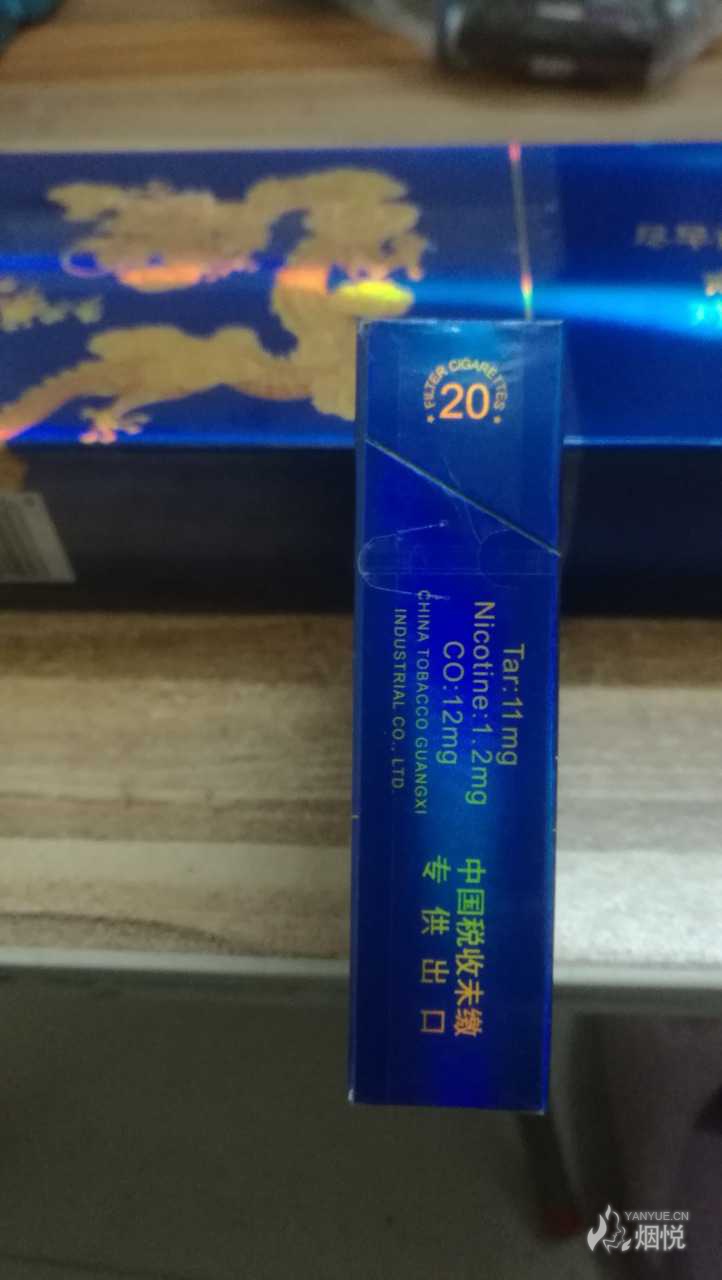 FILTER CIGARETTES
20
Tar:11mg
Nicotine:1.2mg
CO:12mg
CHINA TOBACCO GUANGXI
INDUSTRIAL CO., LTD.
中国税收未缴
专供出口
YANYUE.CN
烟悦